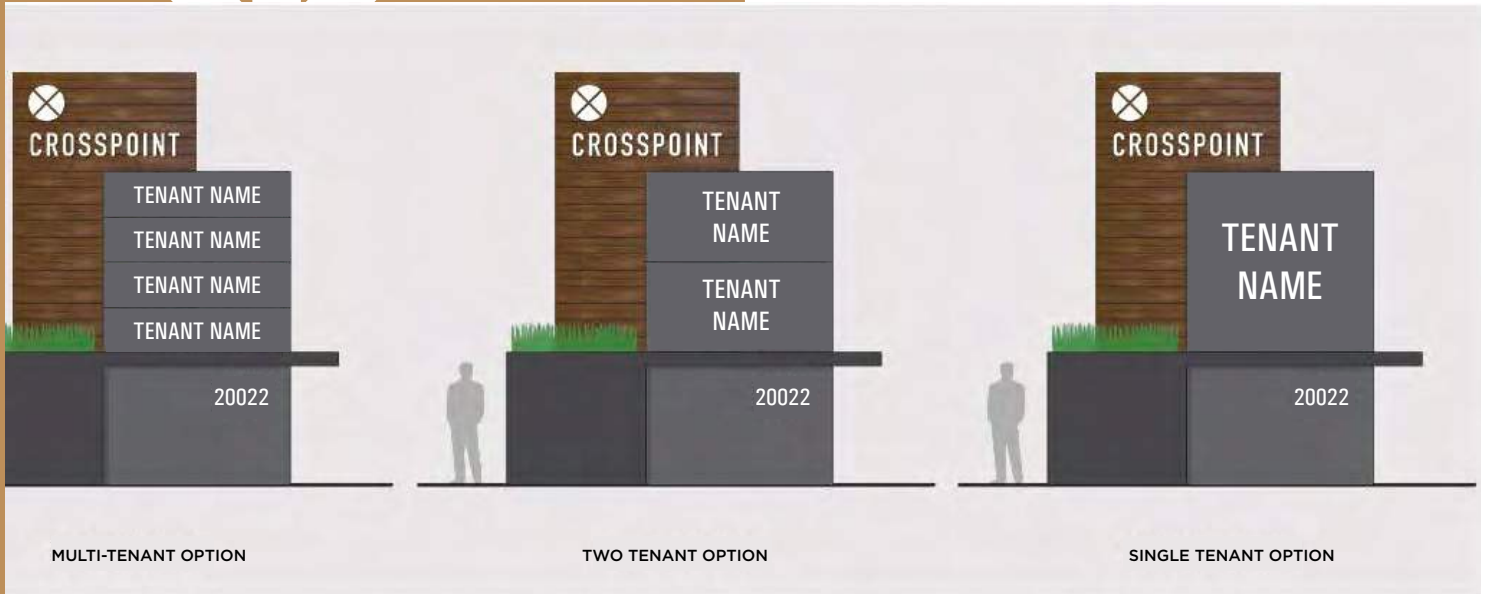 CROSSPOINT
TENANT NAME
TENANT NAME
TENANT NAME
TENANT NAME
20022
MULTI-TENANT OPTION
CROSSPOINT
TENANT
NAME
TENANT
NAME
20022
TWO TENANT OPTION
CROSSPOINT
TENANT
NAME
20022
SINGLE TENANT OPTION